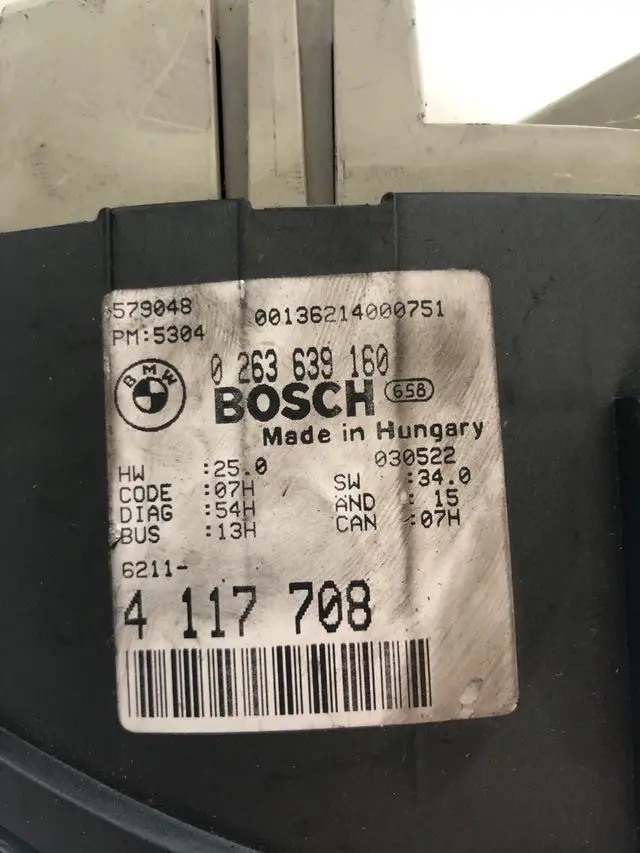 579048 00136214000751
PM:5304
BMW
0 263 639 160
BOSCH 658
Made in Hungary
030522
HW :25.0 SW :34.0
CODE :07H AND : 15
DIAG :54H CAN :07H
BUS :13H
6211-
4 117 708